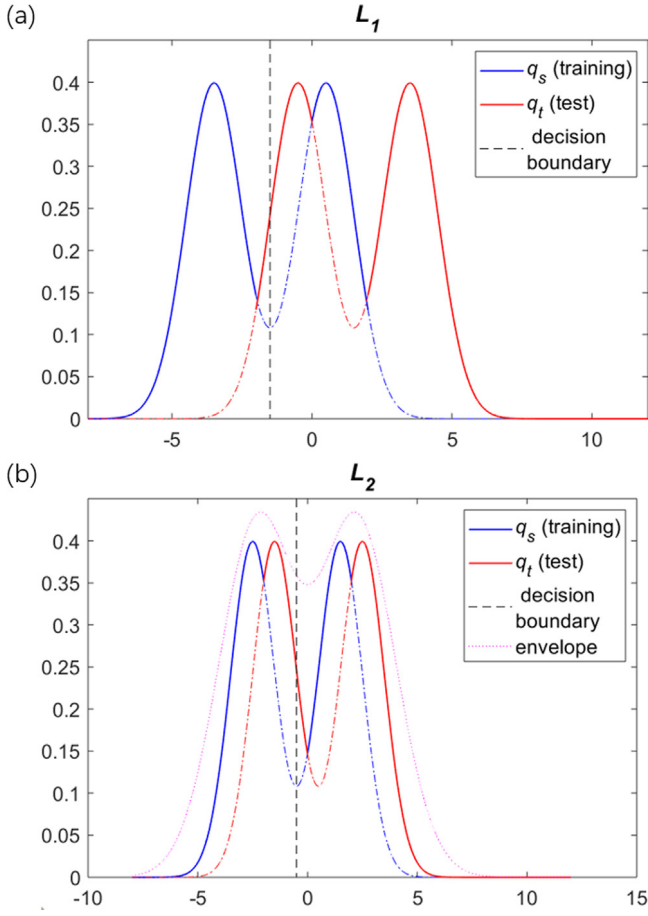 (a)
L1
0.4
0.35
0.3
0.25
0.2
0.15
0.1
0.05
0
-5
0
5
10
qs (training)
qt (test)
decision
boundary
(b)
L2
0.4
0.35
0.3
0.25
0.2
0.15
0.1
0.05
0
-10
-5
0
5
10
15
qs (training)
qt (test)
decision
boundary
envelope